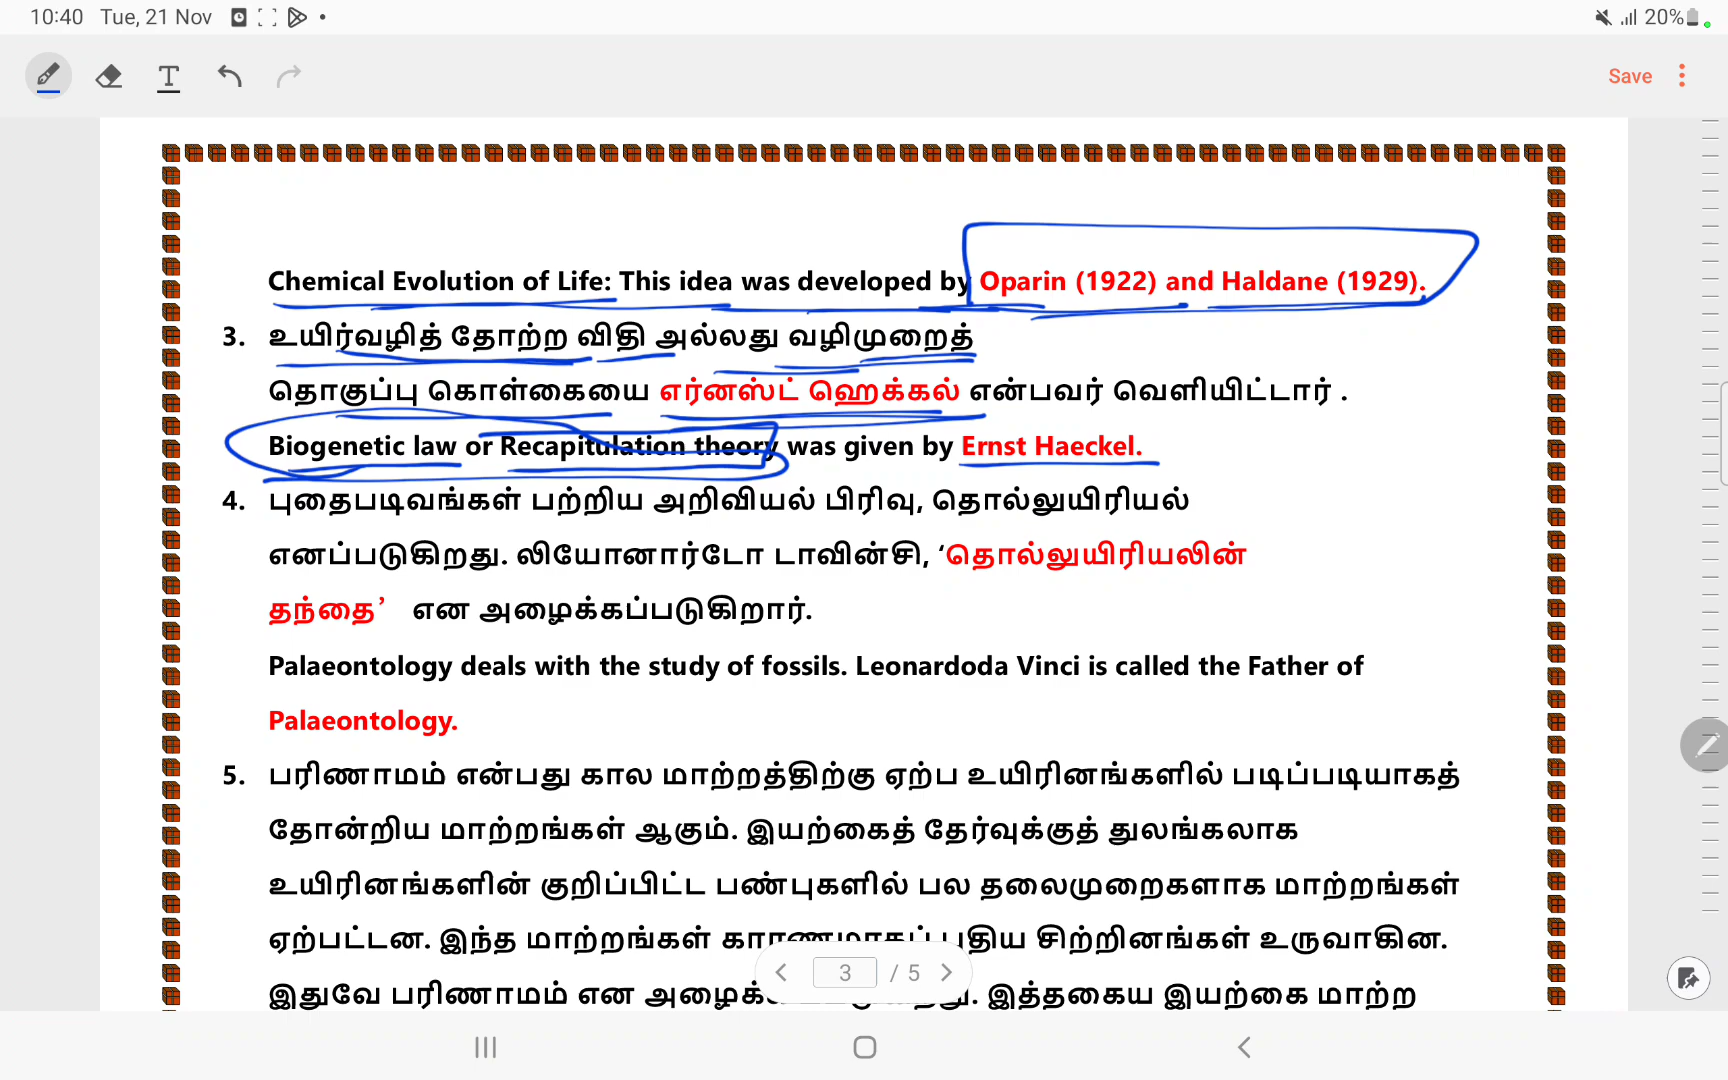 10:40 Tue, 21 Nov
20%
T
Save
Chemical Evolution of Life: This idea was developed by Oparin (1922) and Haldane (1929).
3. உயிர்வழித் தோற்ற விதி அல்லது வழிமுறைத்
தொகுப்பு கொள்கையை எர்னஸ்ட் ஹெக்கல் என்பவர் வெளியிட்டார் .
Biogenetic law or Recapitulation theory was given by Ernst Haeckel.
4. புதைபடிவங்கள் பற்றிய அறிவியல் பிரிவு, தொல்லுயிரியல்
எனப்படுகிறது. லியோனார்டோ டாவின்சி, ‘தொல்லுயிரியலின்
தந்தை’ என அழைக்கப்படுகிறார்.
Palaeontology deals with the study of fossils. Leonardoda Vinci is called the Father of
Palaeontology.
5. பரிணாமம் என்பது கால மாற்றத்திற்கு ஏற்ப உயிரினங்களில் படிப்படியாகத்
தோன்றிய மாற்றங்கள் ஆகும். இயற்கைத் தேர்வுக்குத் துலங்கலாக
உயிரினங்களின் குறிப்பிட்ட பண்புகளில் பல தலைமுறைகளாக மாற்றங்கள்
ஏற்பட்டன. இந்த மாற்றங்கள் காரணமாகப் புதிய சிற்றினங்கள் உருவாகின.
3 / 5
இதுவே பரிணாமம் என இத்தகைய இயற்கை மாற்ற